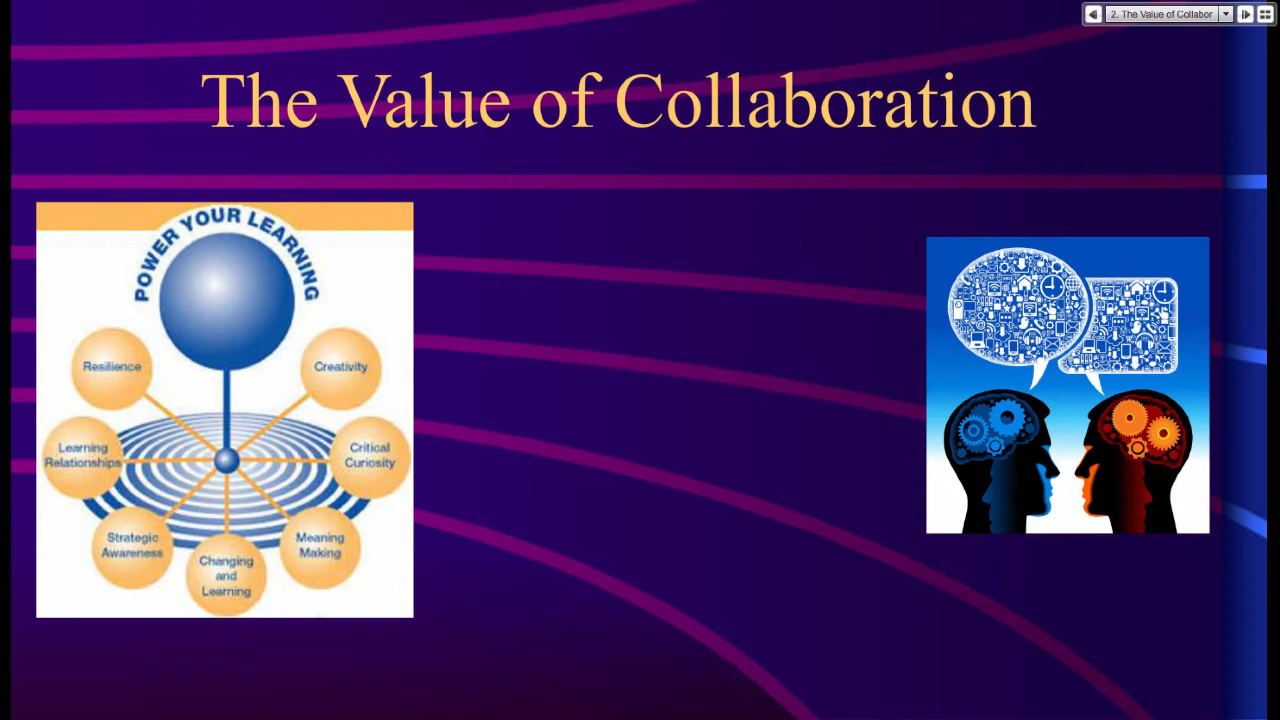 2. The Value of Collabor
The Value of Collaboration
POWER YOUR LEARNING
Resilience
Creativity
Learning
Relationships
Critical
Curiosity
Strategic
Awareness
Meaning
Making
Changing
and
Learning